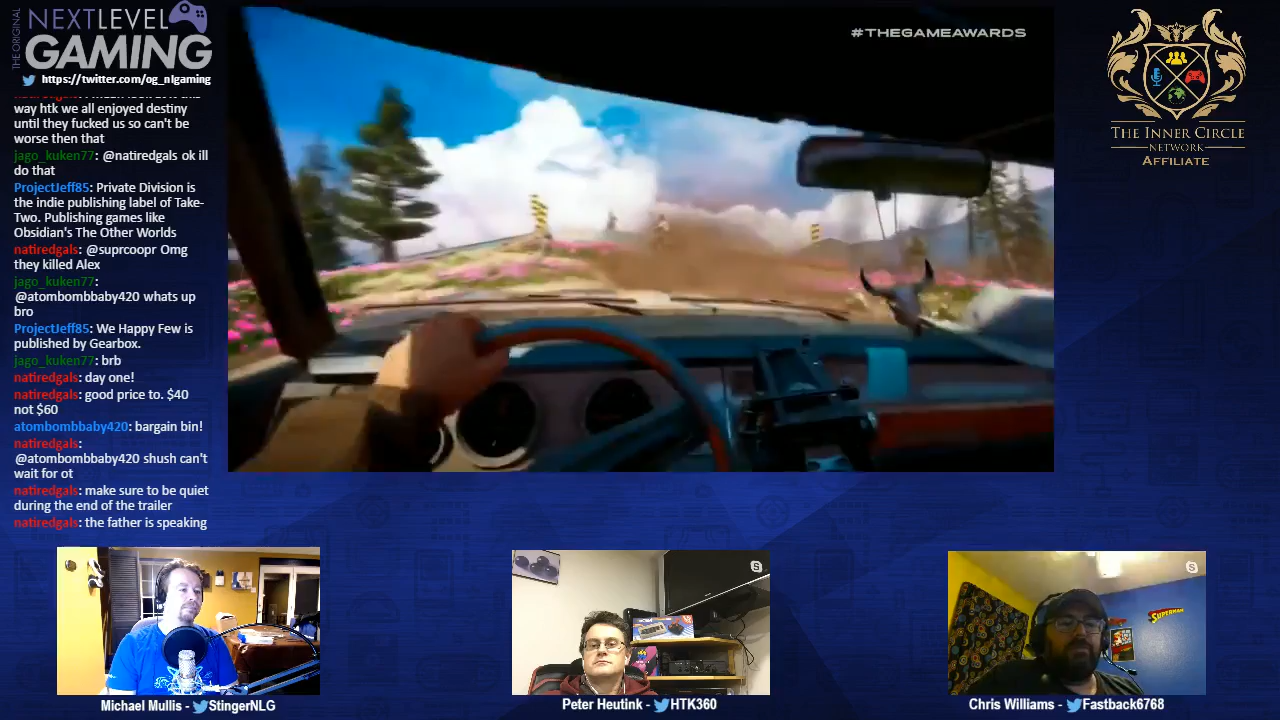 THE ORIGINAL
NEXTLEVEL
GAMING
https://twitter.com/og_nlgaming
way htk we all enjoyed destiny
until they fucked us so can't be
worse then that
jago_kuken77: @natiredgals ok ill
do that
ProjectJeff85: Private Division is
the indie publishing label of Take-
Two. Publishing games like
Obsidian's The Other Worlds
natiredgals: @suprcoopr Omg
they killed Alex
jago_kuken77:
@atombombbaby420 whats up
bro
ProjectJeff85: We Happy Few is
published by Gearbox.
jago_kuken77: brb
natiredgals: day one!
natiredgals: good price to. $40
not $60
atombombbaby420: bargain bin!
natiredgals:
@atombombbaby420 shush can't
wait for ot
natiredgals: make sure to be quiet
during the end of the trailer
natiredgals: the father is speaking
#THEGAMEAWARDS
THE INNER CIRCLE
NETWORK
AFFILIATE
SUPERMAN
Michael Mullis - StingerNLG
Peter Heutink - HTK360
Chris Williams - Fastback6768